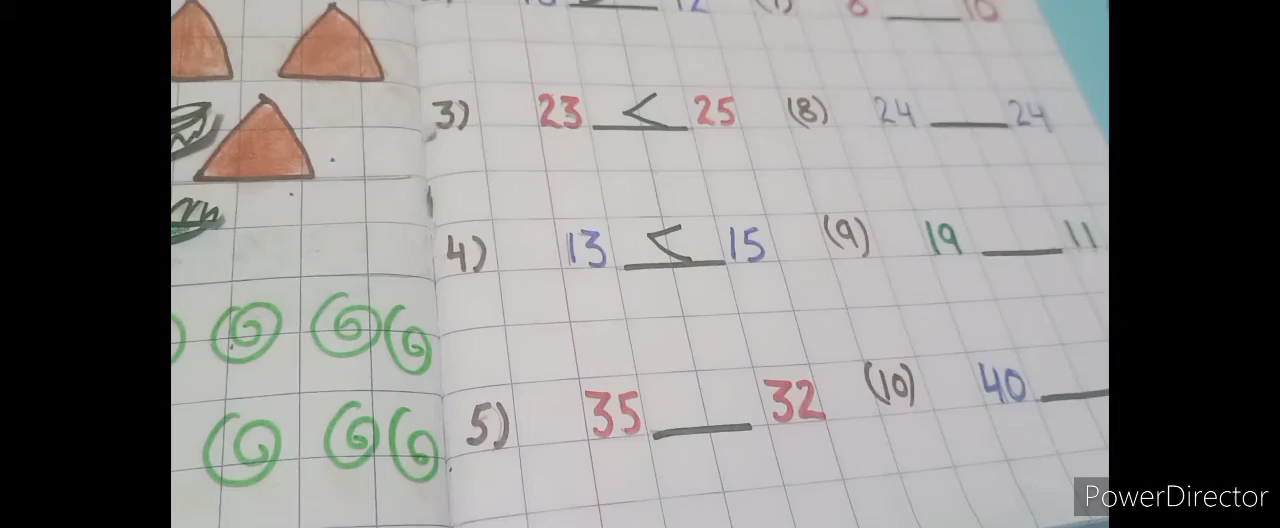 3) 23 < 25 (8) 24 ___ 24
4) 13 < 15 (9) 19 ___ 11
5) 35 ___ 32 (10) 40 ___
PowerDirector